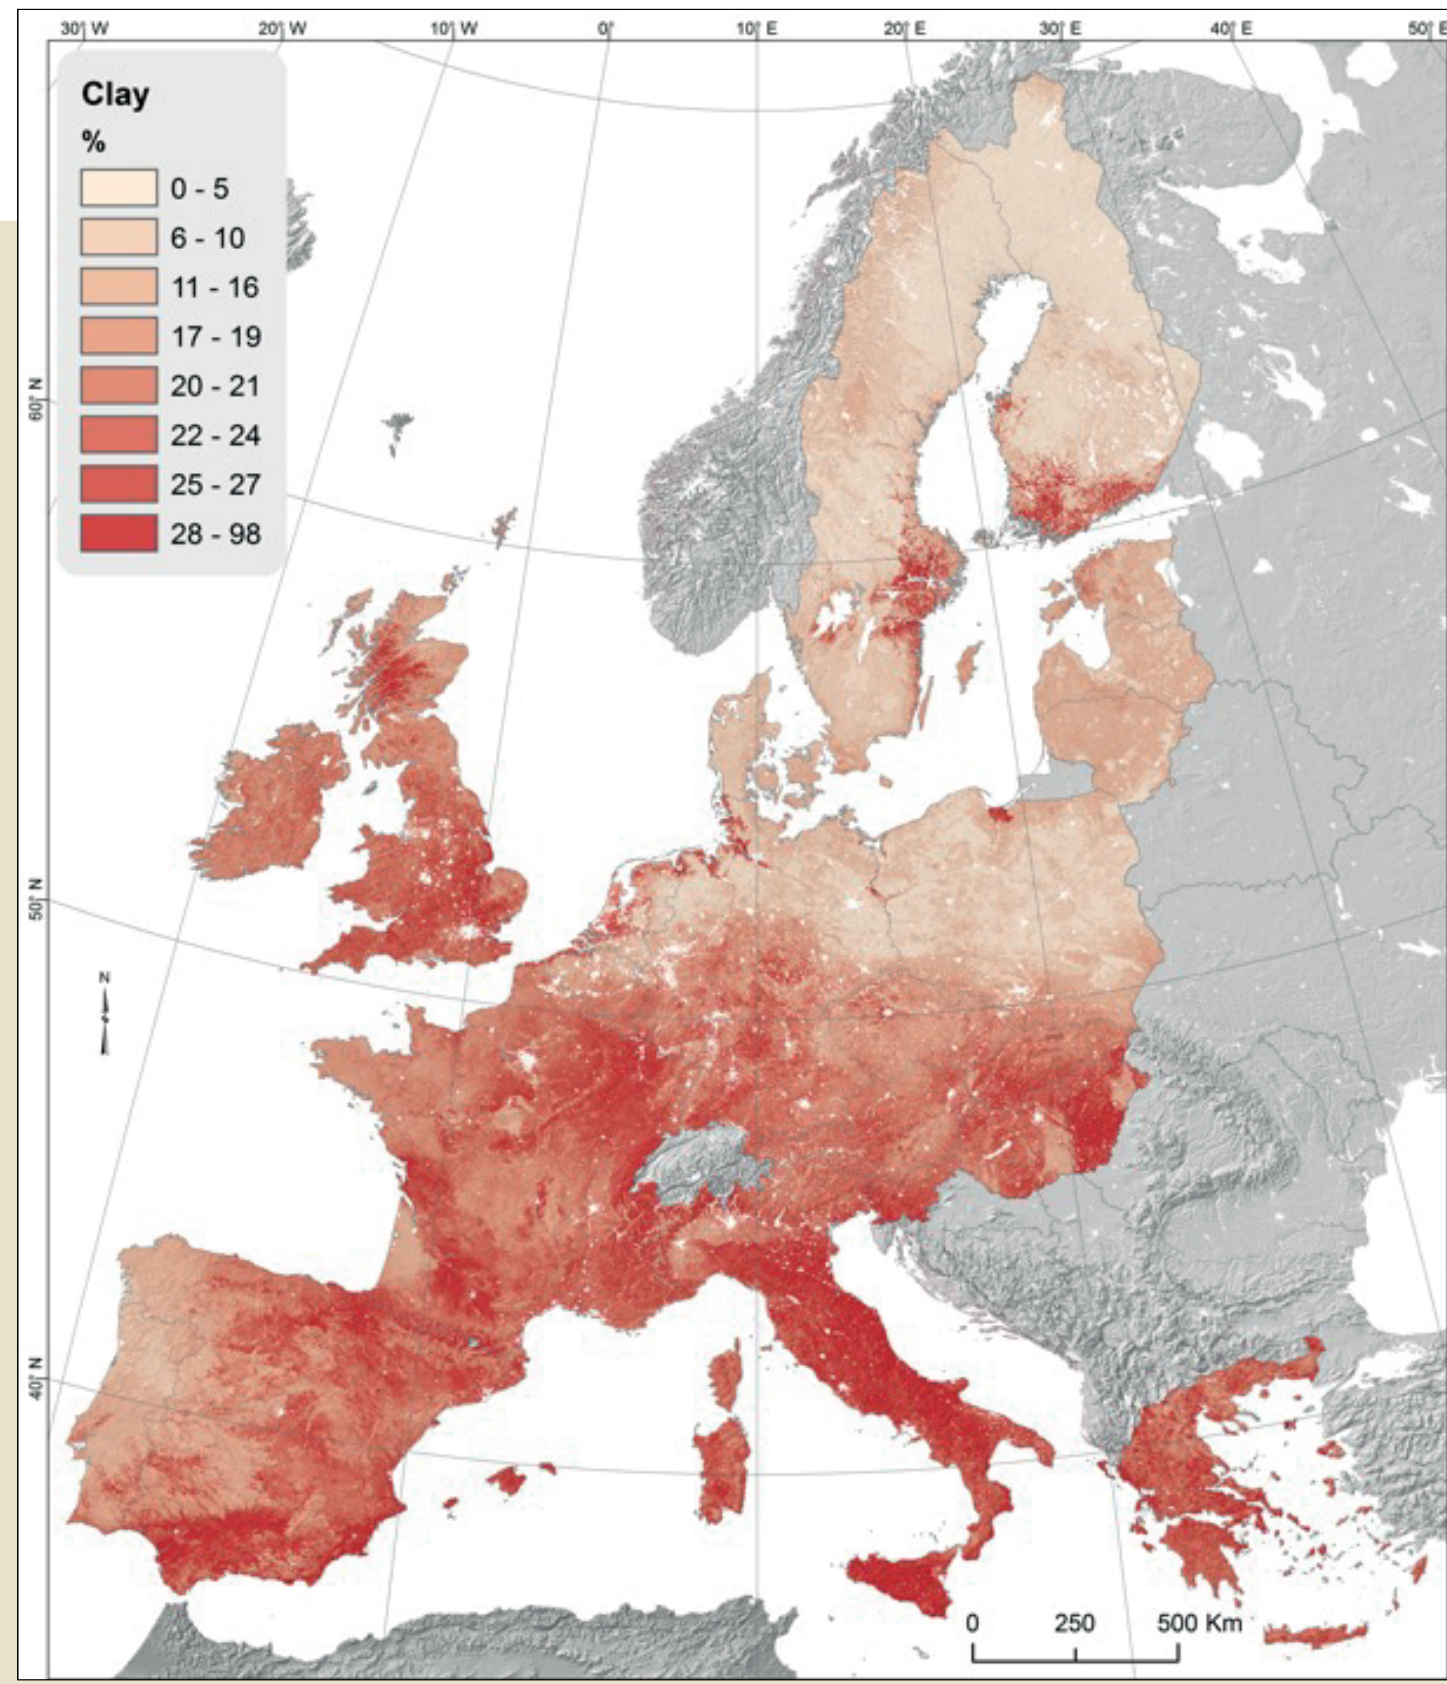 30° W 20° W 10° W 0° 10° E 20° E 30° E 40° E 50° E
Clay
%
0 - 5
6 - 10
11 - 16
17 - 19
20 - 21
22 - 24
25 - 27
28 - 98
60° N
50° N
N
40° N
0 250 500 Km